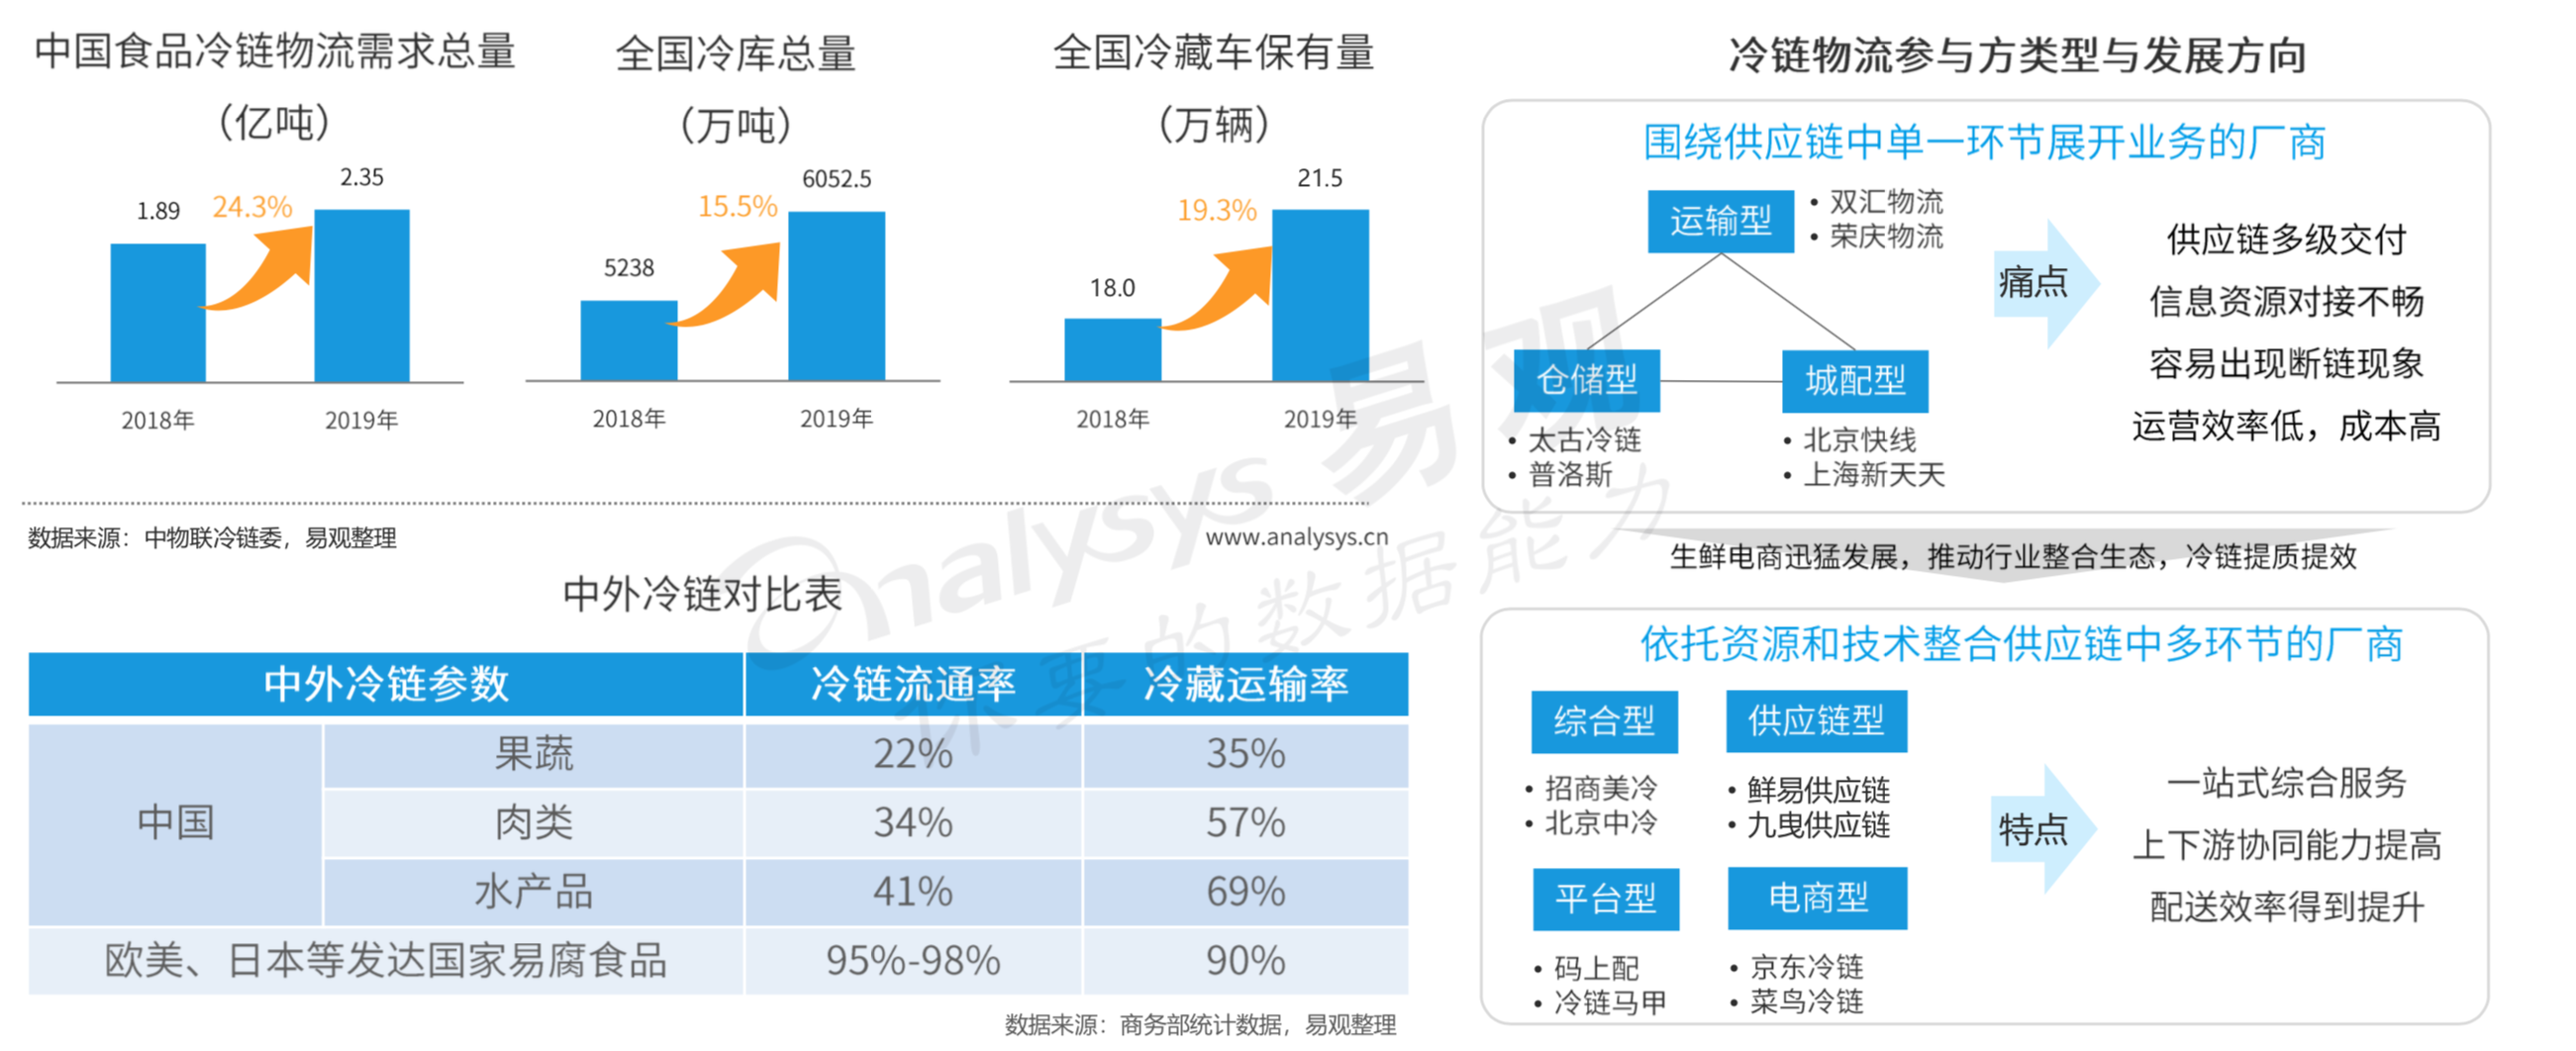 中国食品冷链物流需求总量
（亿吨）
1.89
24.3%
2.35
2018年
2019年
全国冷库总量
（万吨）
5238
15.5%
6052.5
2018年
2019年
全国冷藏车保有量
（万辆）
18.0
19.3%
21.5
2018年
2019年
数据来源：中物联冷链委，易观整理
www.analysys.cn
中外冷链对比表
中外冷链参数 冷链流通率 冷藏运输率
中国
果蔬 22% 35%
肉类 34% 57%
水产品 41% 69%
欧美、日本等发达国家易腐食品 95%-98% 90%
数据来源：商务部统计数据，易观整理
冷链物流参与方类型与发展方向
围绕供应链中单一环节展开业务的厂商
运输型
• 双汇物流
• 荣庆物流
仓储型
• 太古冷链
• 普洛斯
城配型
• 北京快线
• 上海新天天
痛点
供应链多级交付
信息资源对接不畅
容易出现断链现象
运营效率低，成本高
生鲜电商迅猛发展，推动行业整合生态，冷链提质提效
依托资源和技术整合供应链中多环节的厂商
综合型
• 招商美冷
• 北京中冷
供应链型
• 鲜易供应链
• 九曳供应链
平台型
• 码上配
• 冷链马甲
电商型
• 京东冷链
• 菜鸟冷链
特点
一站式综合服务
上下游协同能力提高
配送效率得到提升
analysys 易观
你要的数据能力